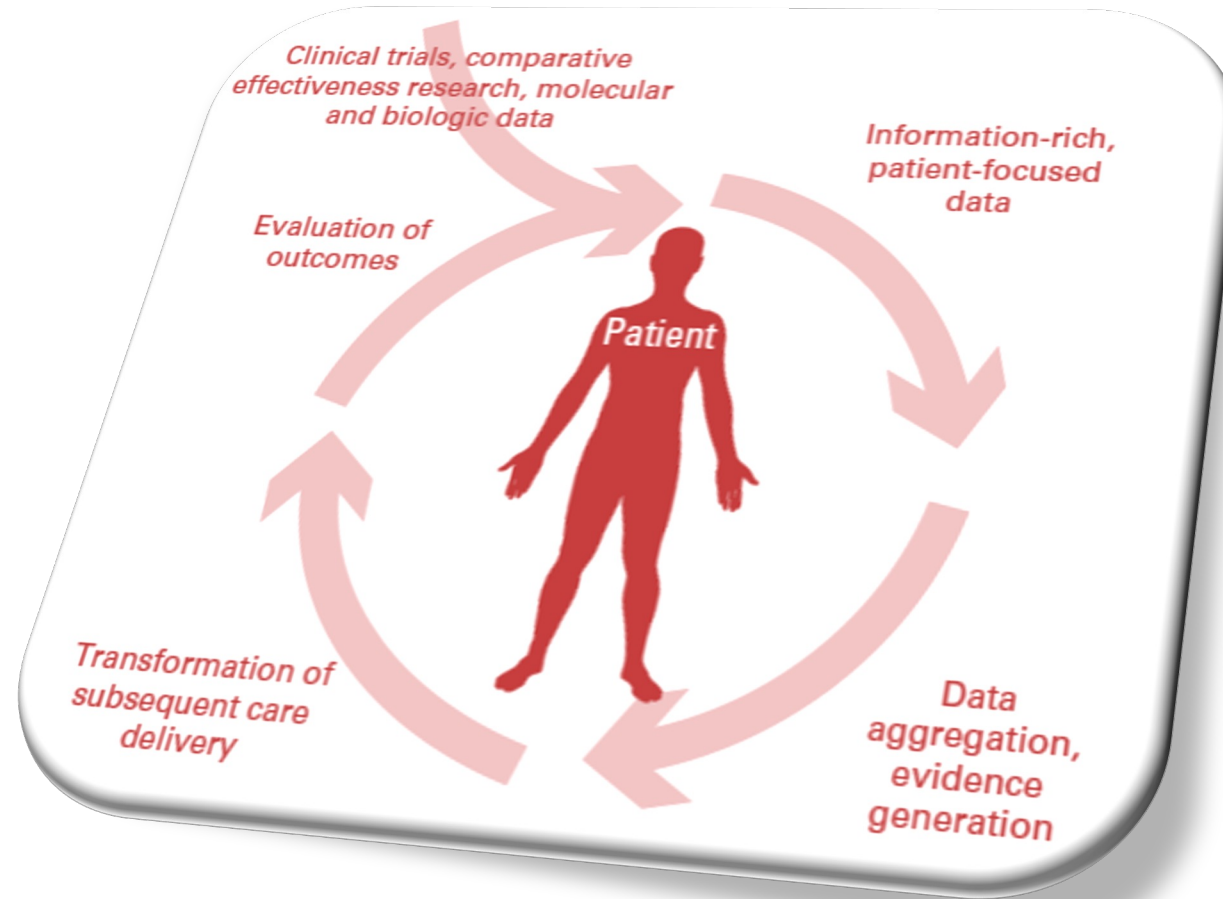 Clinical trials, comparative
effectiveness research, molecular
and biologic data
Information-rich,
patient-focused
data
Evaluation of
outcomes
Patient
Transformation of
subsequent care
delivery
Data
aggregation,
evidence
generation